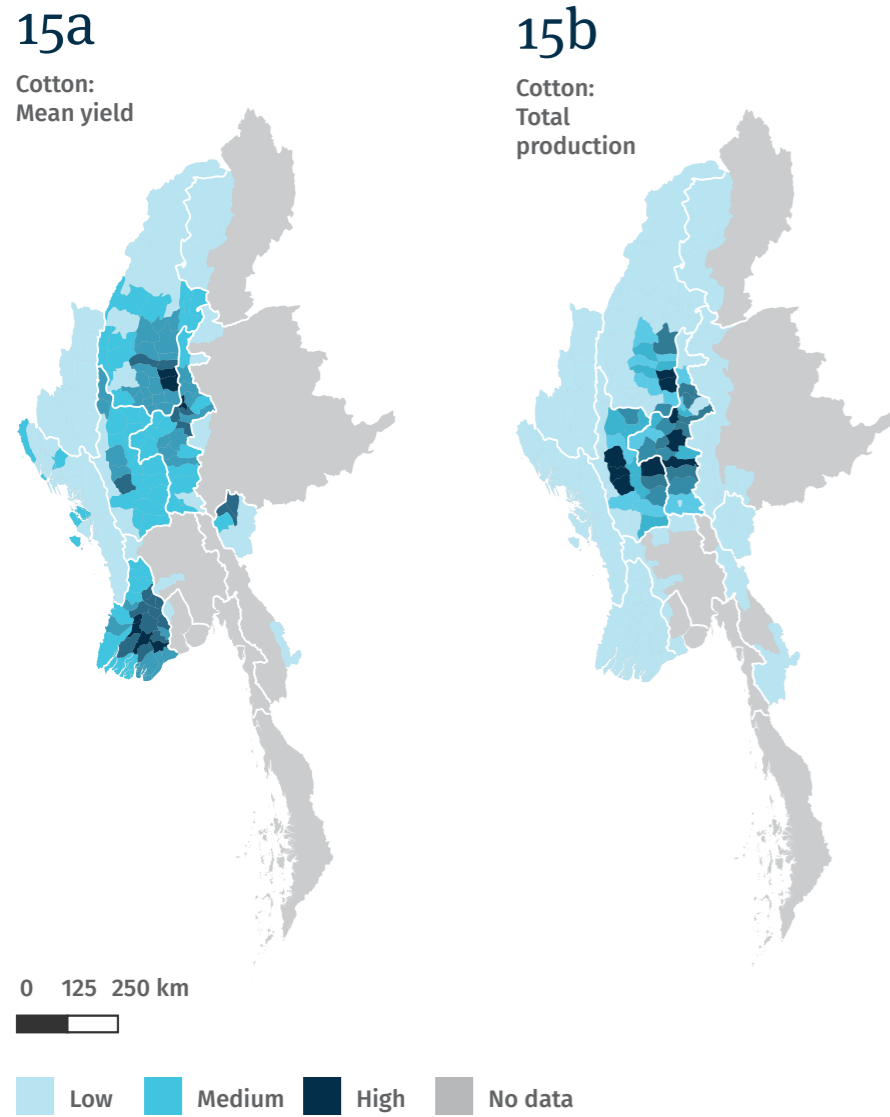 15a
Cotton:
Mean yield
15b
Cotton:
Total
production
0 125 250 km
Low Medium High No data